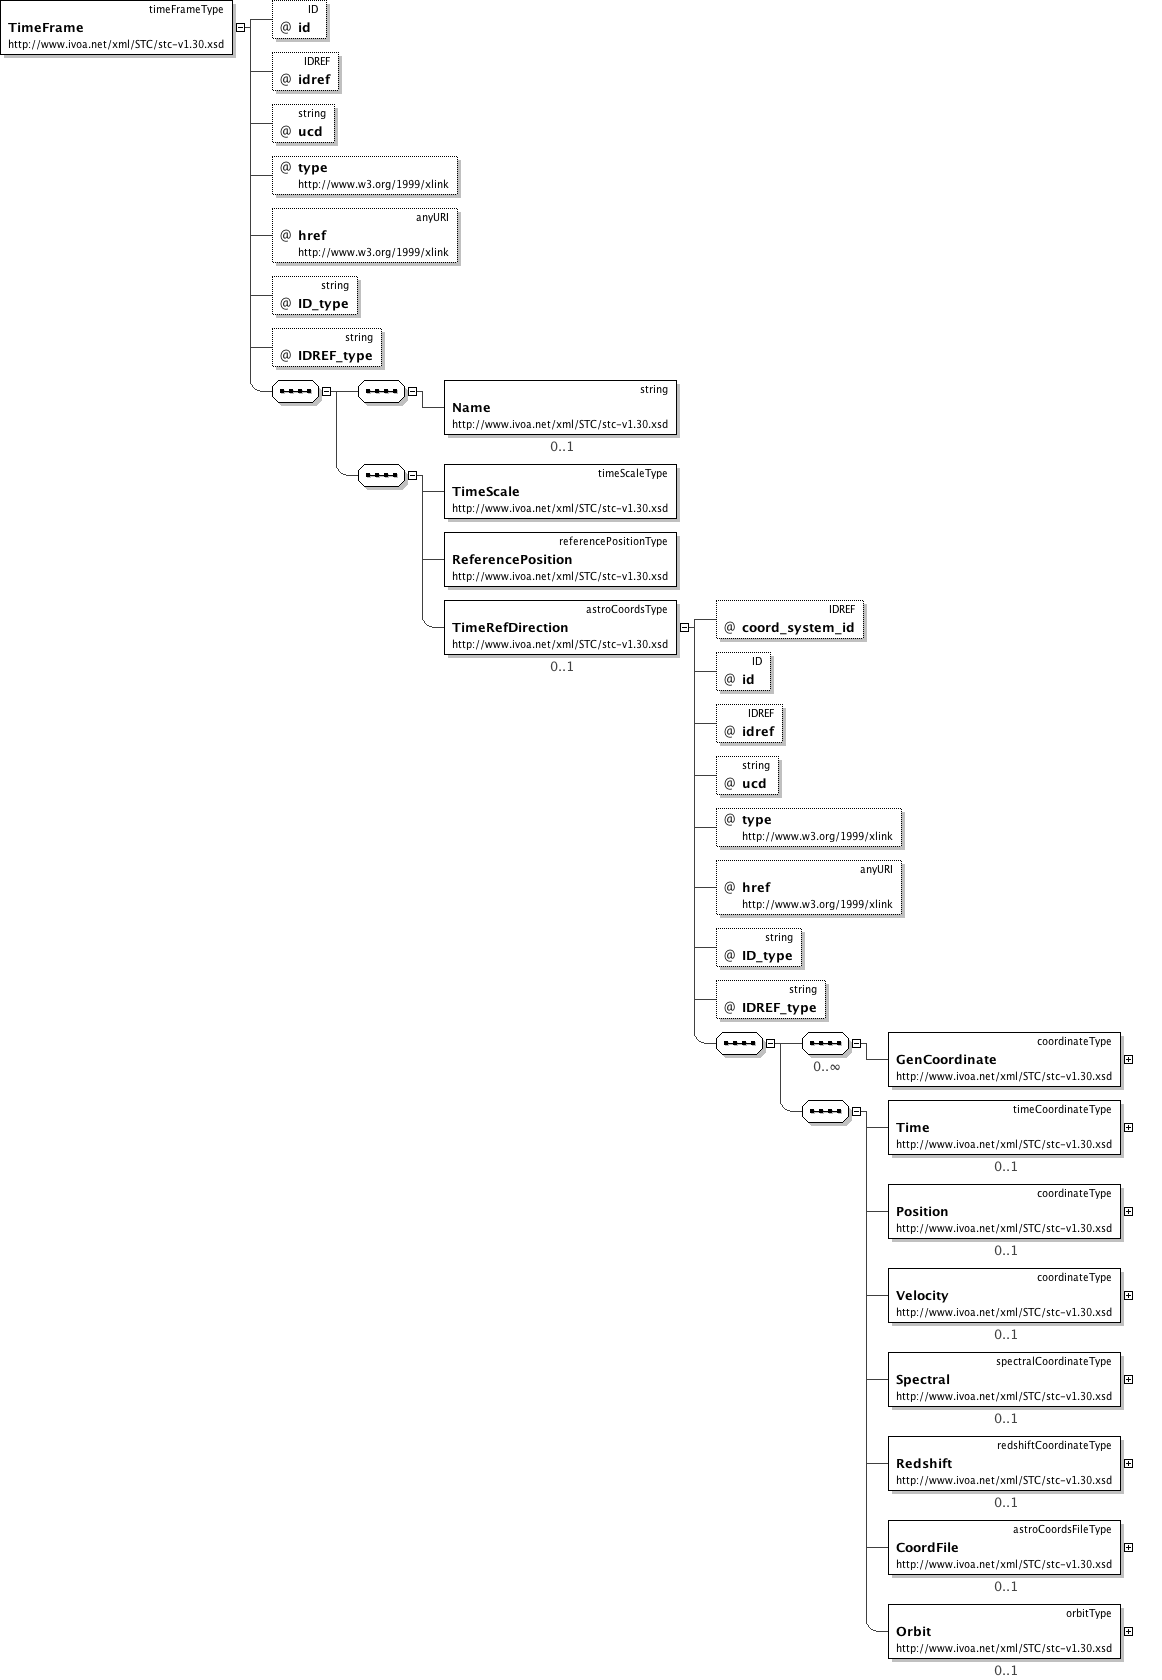 timeFrameType
TimeFrame
http://www.ivoa.net/xml/STC/stc-v1.30.xsd
ID
@ id
IDREF
@ idref
string
@ ucd
@ type
http://www.w3.org/1999/xlink
anyURI
@ href
http://www.w3.org/1999/xlink
string
@ ID_type
string
@ IDREF_type
string
Name
http://www.ivoa.net/xml/STC/stc-v1.30.xsd
0..1
timeScaleType
TimeScale
http://www.ivoa.net/xml/STC/stc-v1.30.xsd
referencePositionType
ReferencePosition
http://www.ivoa.net/xml/STC/stc-v1.30.xsd
astroCoordsType
TimeRefDirection
http://www.ivoa.net/xml/STC/stc-v1.30.xsd
0..1
IDREF
@ coord_system_id
ID
@ id
IDREF
@ idref
string
@ ucd
@ type
http://www.w3.org/1999/xlink
anyURI
@ href
http://www.w3.org/1999/xlink
string
@ ID_type
string
@ IDREF_type
0..∞
coordinateType
GenCoordinate
http://www.ivoa.net/xml/STC/stc-v1.30.xsd
timeCoordinateType
Time
http://www.ivoa.net/xml/STC/stc-v1.30.xsd
0..1
coordinateType
Position
http://www.ivoa.net/xml/STC/stc-v1.30.xsd
0..1
coordinateType
Velocity
http://www.ivoa.net/xml/STC/stc-v1.30.xsd
0..1
spectralCoordinateType
Spectral
http://www.ivoa.net/xml/STC/stc-v1.30.xsd
0..1
redshiftCoordinateType
Redshift
http://www.ivoa.net/xml/STC/stc-v1.30.xsd
0..1
astroCoordsFileType
CoordFile
http://www.ivoa.net/xml/STC/stc-v1.30.xsd
0..1
orbitType
Orbit
http://www.ivoa.net/xml/STC/stc-v1.30.xsd
0..1